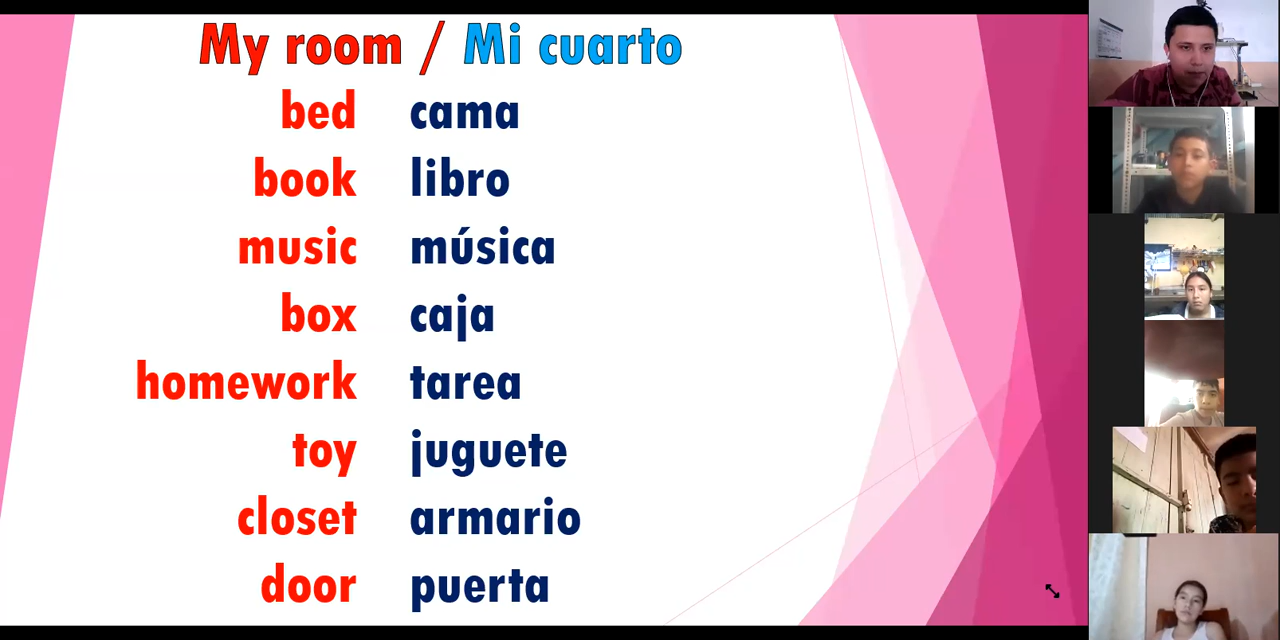 My room / Mi cuarto
bed cama
book libro
music música
box caja
homework tarea
toy juguete
closet armario
door puerta